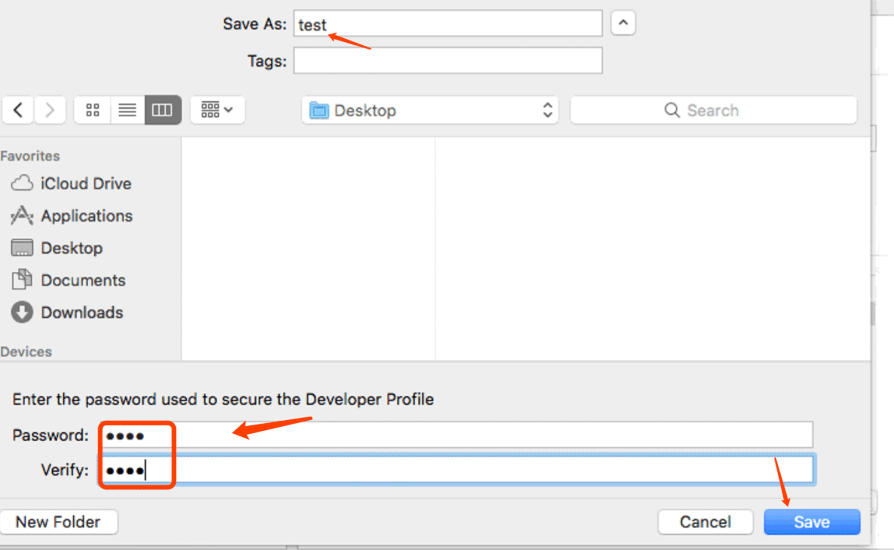 Save As: test
Tags:
Desktop
Search
Favorites
iCloud Drive
Applications
Desktop
Documents
Downloads
Devices
Enter the password used to secure the Developer Profile
Password: ••••
Verify: ••••
New Folder Cancel Save